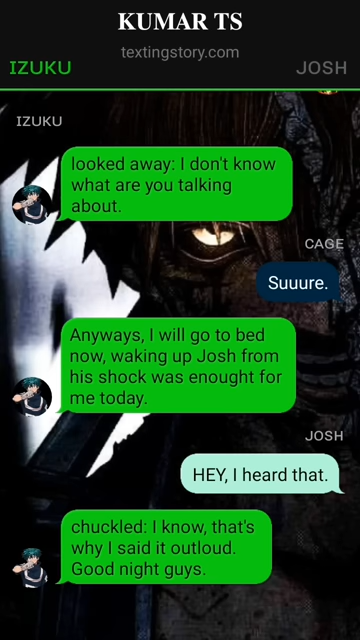 KUMAR TS
textingstory.com
IZUKU
JOSH
IZUKU
looked away: I don't know
what are you talking
about.
CAGE
Suuure.
Anyways, I will go to bed
now, waking up Josh from
his shock was enought for
me today.
JOSH
HEY, I heard that.
chuckled: I know, that's
why I said it outloud.
Good night guys.